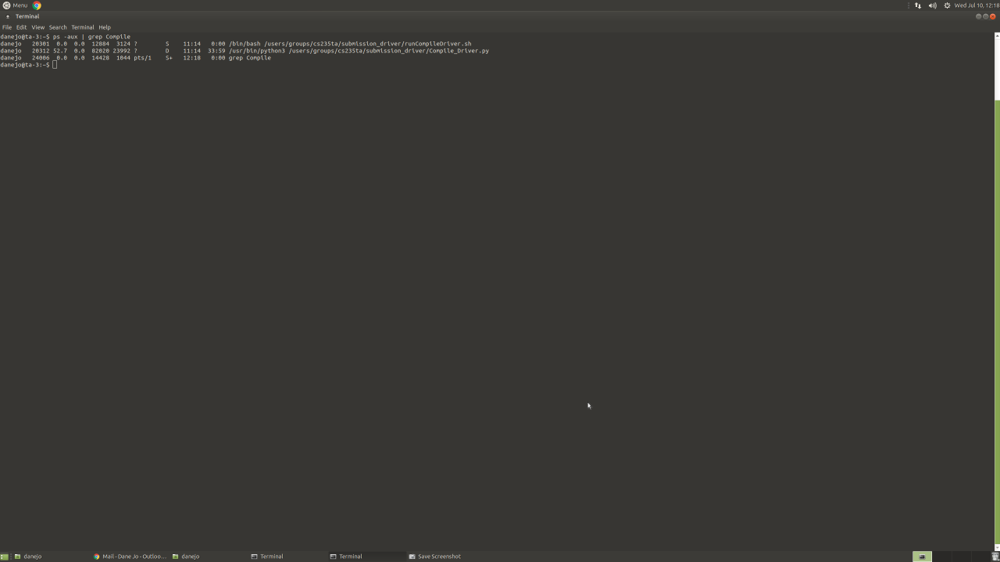 Menu
Wed Jul 10, 12:18
Terminal
File Edit View Search Terminal Help
danejo@ta-3:~$ ps -aux | grep Compile
danejo 20301 0.0 0.0 12884 3124 ? S 11:14 0:00 /bin/bash /users/groups/cs235ta/submission_driver/runCompileDriver.sh
danejo 20312 52.7 0.0 82020 23992 ? D 11:14 33:59 /usr/bin/python3 /users/groups/cs235ta/submission_driver/Compile_Driver.py
danejo 24006 0.0 0.0 14428 1044 pts/1 S+ 12:18 0:00 grep Compile
danejo@ta-3:~$
danejo Mail - Dane Jo - Outloo... danejo Terminal Terminal Save Screenshot